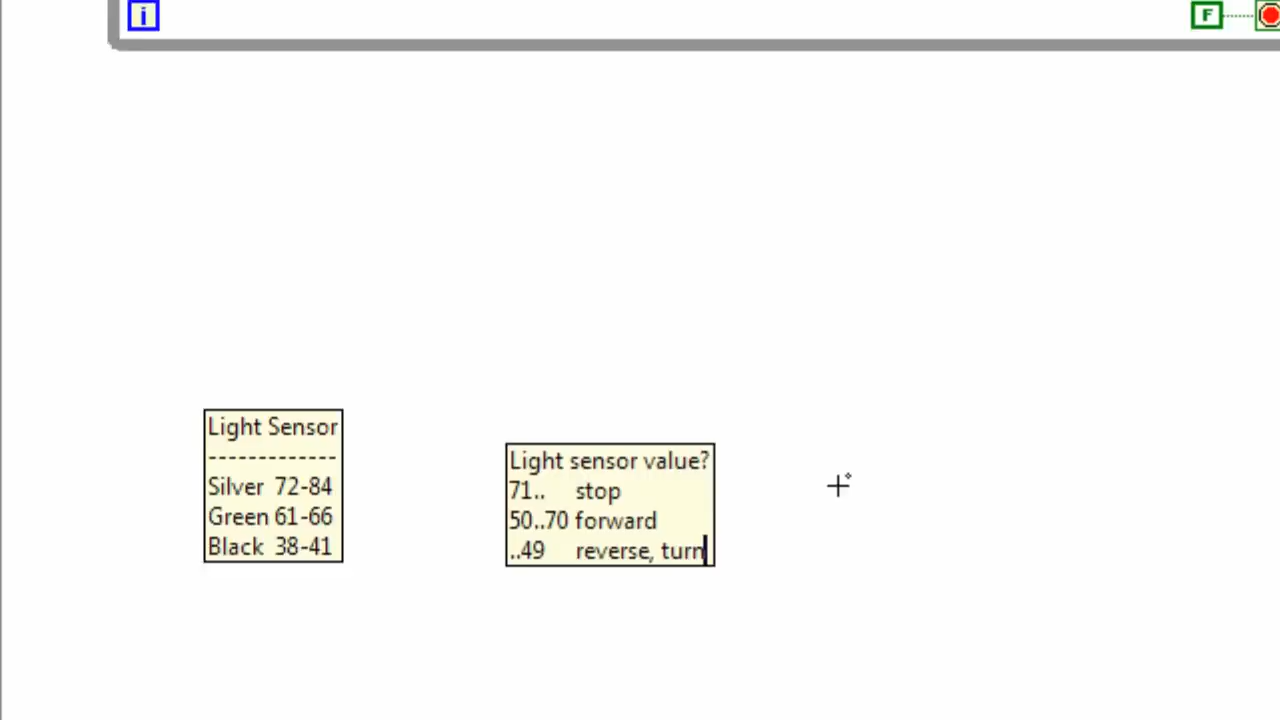 i
F
Light Sensor
-------------
Silver 72-84
Green 61-66
Black 38-41
Light sensor value?
71.. stop
50..70 forward
..49 reverse, turn